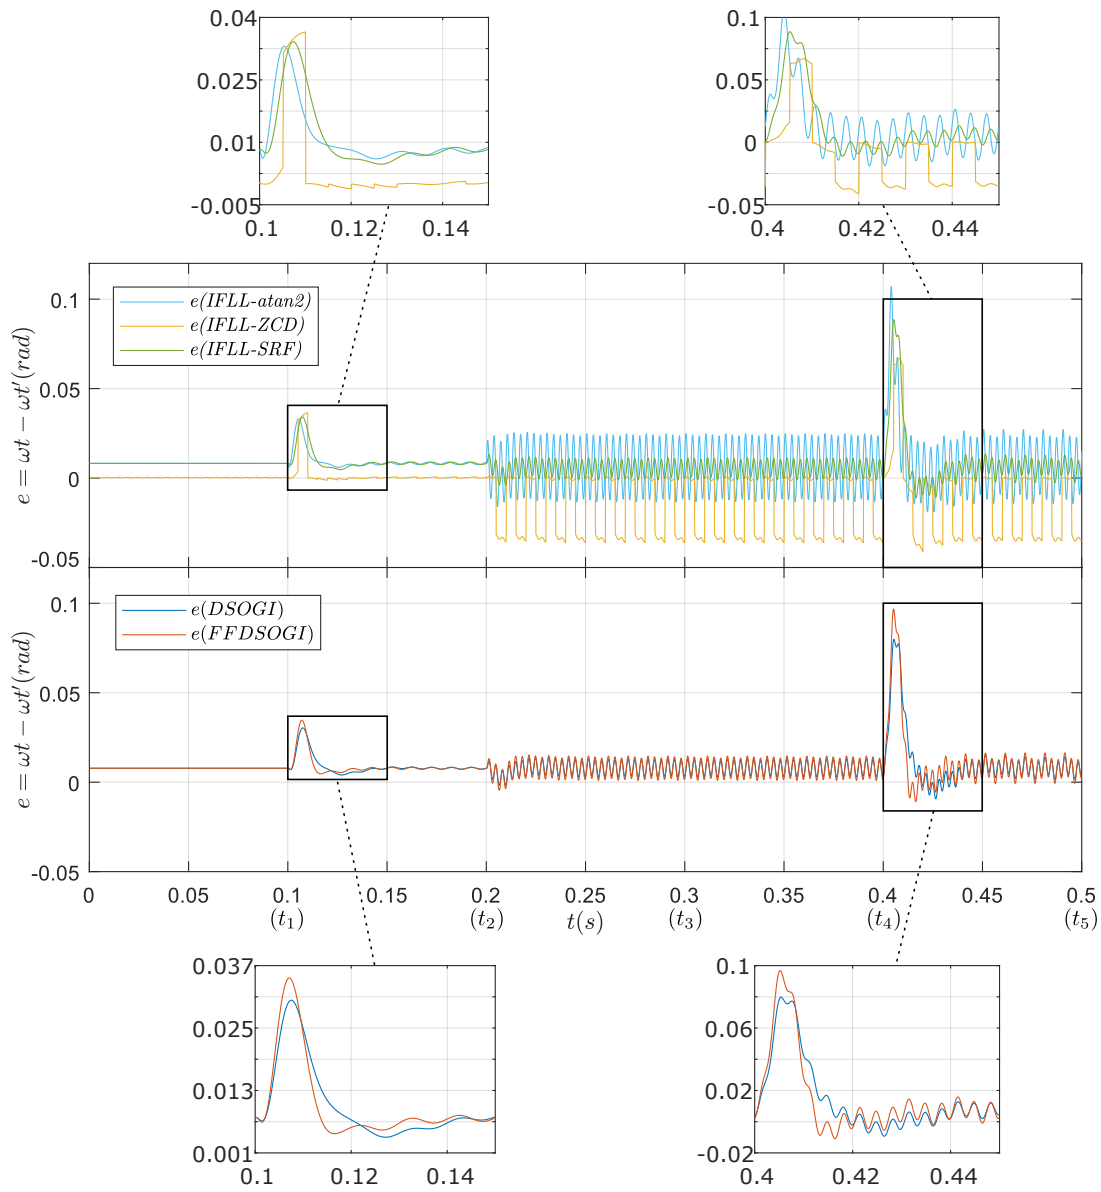 0.04
0.025
0.01
-0.005
0.1 0.12 0.14
0.1
0.05
0
-0.05
0.4 0.42 0.44
e = ωt − ωt′(rad)
0.1
0.05
0
-0.05
e(IFLL-atan2)
e(IFLL-ZCD)
e(IFLL-SRF)
e = ωt − ωt′(rad)
0.1
0.05
0
-0.05
e(DSOGI)
e(FFDSOGI)
0 0.05 0.1 0.15 0.2 0.25 0.3 0.35 0.4 0.45 0.5
(t₁) (t₂) t(s) (t₃) (t₄) (t₅)
0.037
0.025
0.013
0.001
0.1 0.12 0.14
0.1
0.06
0.02
-0.02
0.4 0.42 0.44